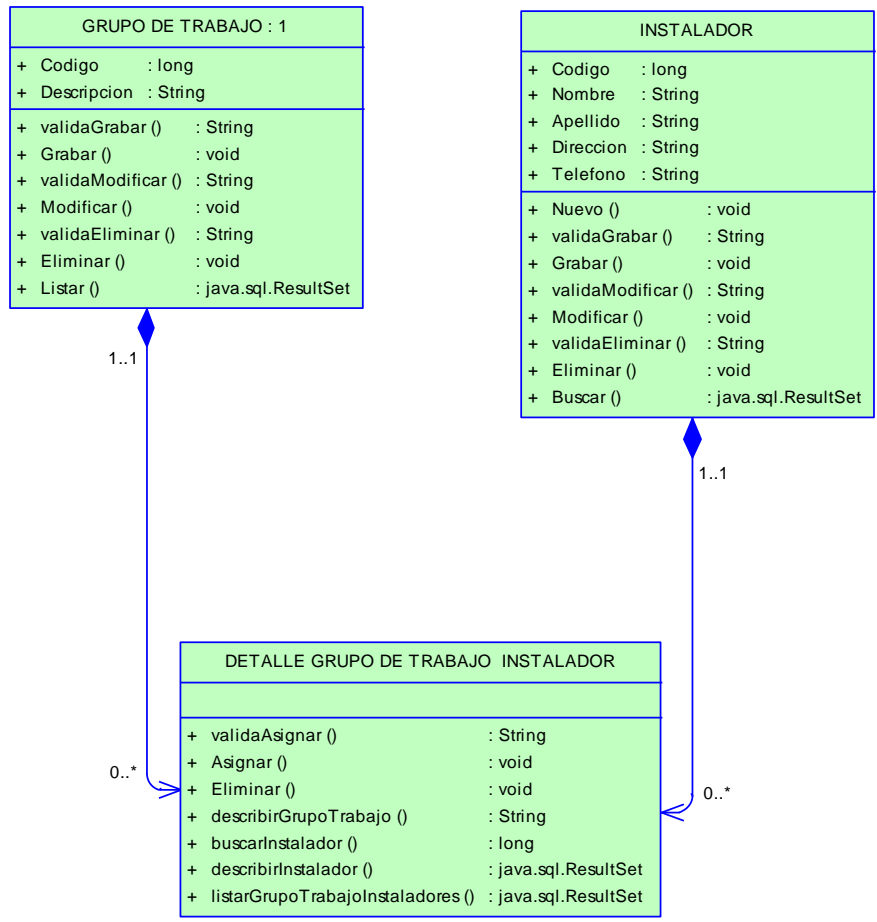 GRUPO DE TRABAJO : 1
+ Codigo : long
+ Descripcion : String
+ validaGrabar () : String
+ Grabar () : void
+ validaModificar () : String
+ Modificar () : void
+ validaEliminar () : String
+ Eliminar () : void
+ Listar () : java.sql.ResultSet
1..1
0..*
INSTALADOR
+ Codigo : long
+ Nombre : String
+ Apellido : String
+ Direccion : String
+ Telefono : String
+ Nuevo () : void
+ validaGrabar () : String
+ Grabar () : void
+ validaModificar () : String
+ Modificar () : void
+ validaEliminar () : String
+ Eliminar () : void
+ Buscar () : java.sql.ResultSet
1..1
0..*
DETALLE GRUPO DE TRABAJO INSTALADOR
+ validaAsignar () : String
+ Asignar () : void
+ Eliminar () : void
+ describirGrupoTrabajo () : String
+ buscarInstalador () : long
+ describirInstalador () : java.sql.ResultSet
+ listarGrupoTrabajoInstaladores () : java.sql.ResultSet